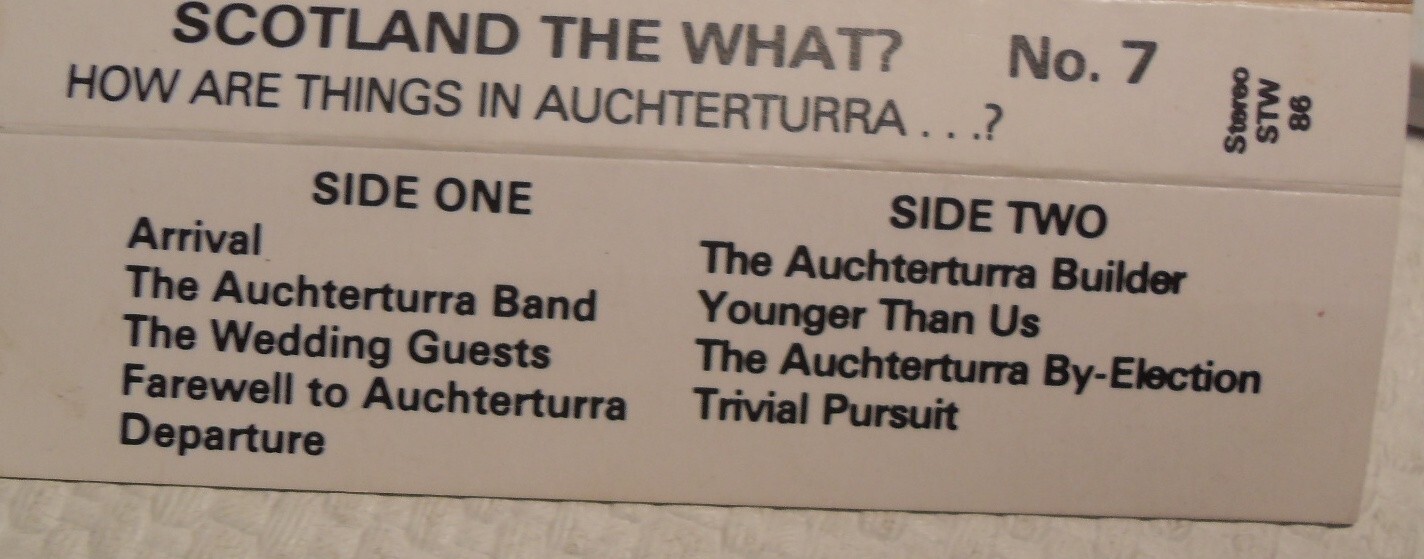 SCOTLAND THE WHAT? No. 7
HOW ARE THINGS IN AUCHTERTURRA . . .?
Stereo
STW
86
SIDE ONE
Arrival
The Auchterturra Band
The Wedding Guests
Farewell to Auchterturra
Departure
SIDE TWO
The Auchterturra Builder
Younger Than Us
The Auchterturra By-Election
Trivial Pursuit